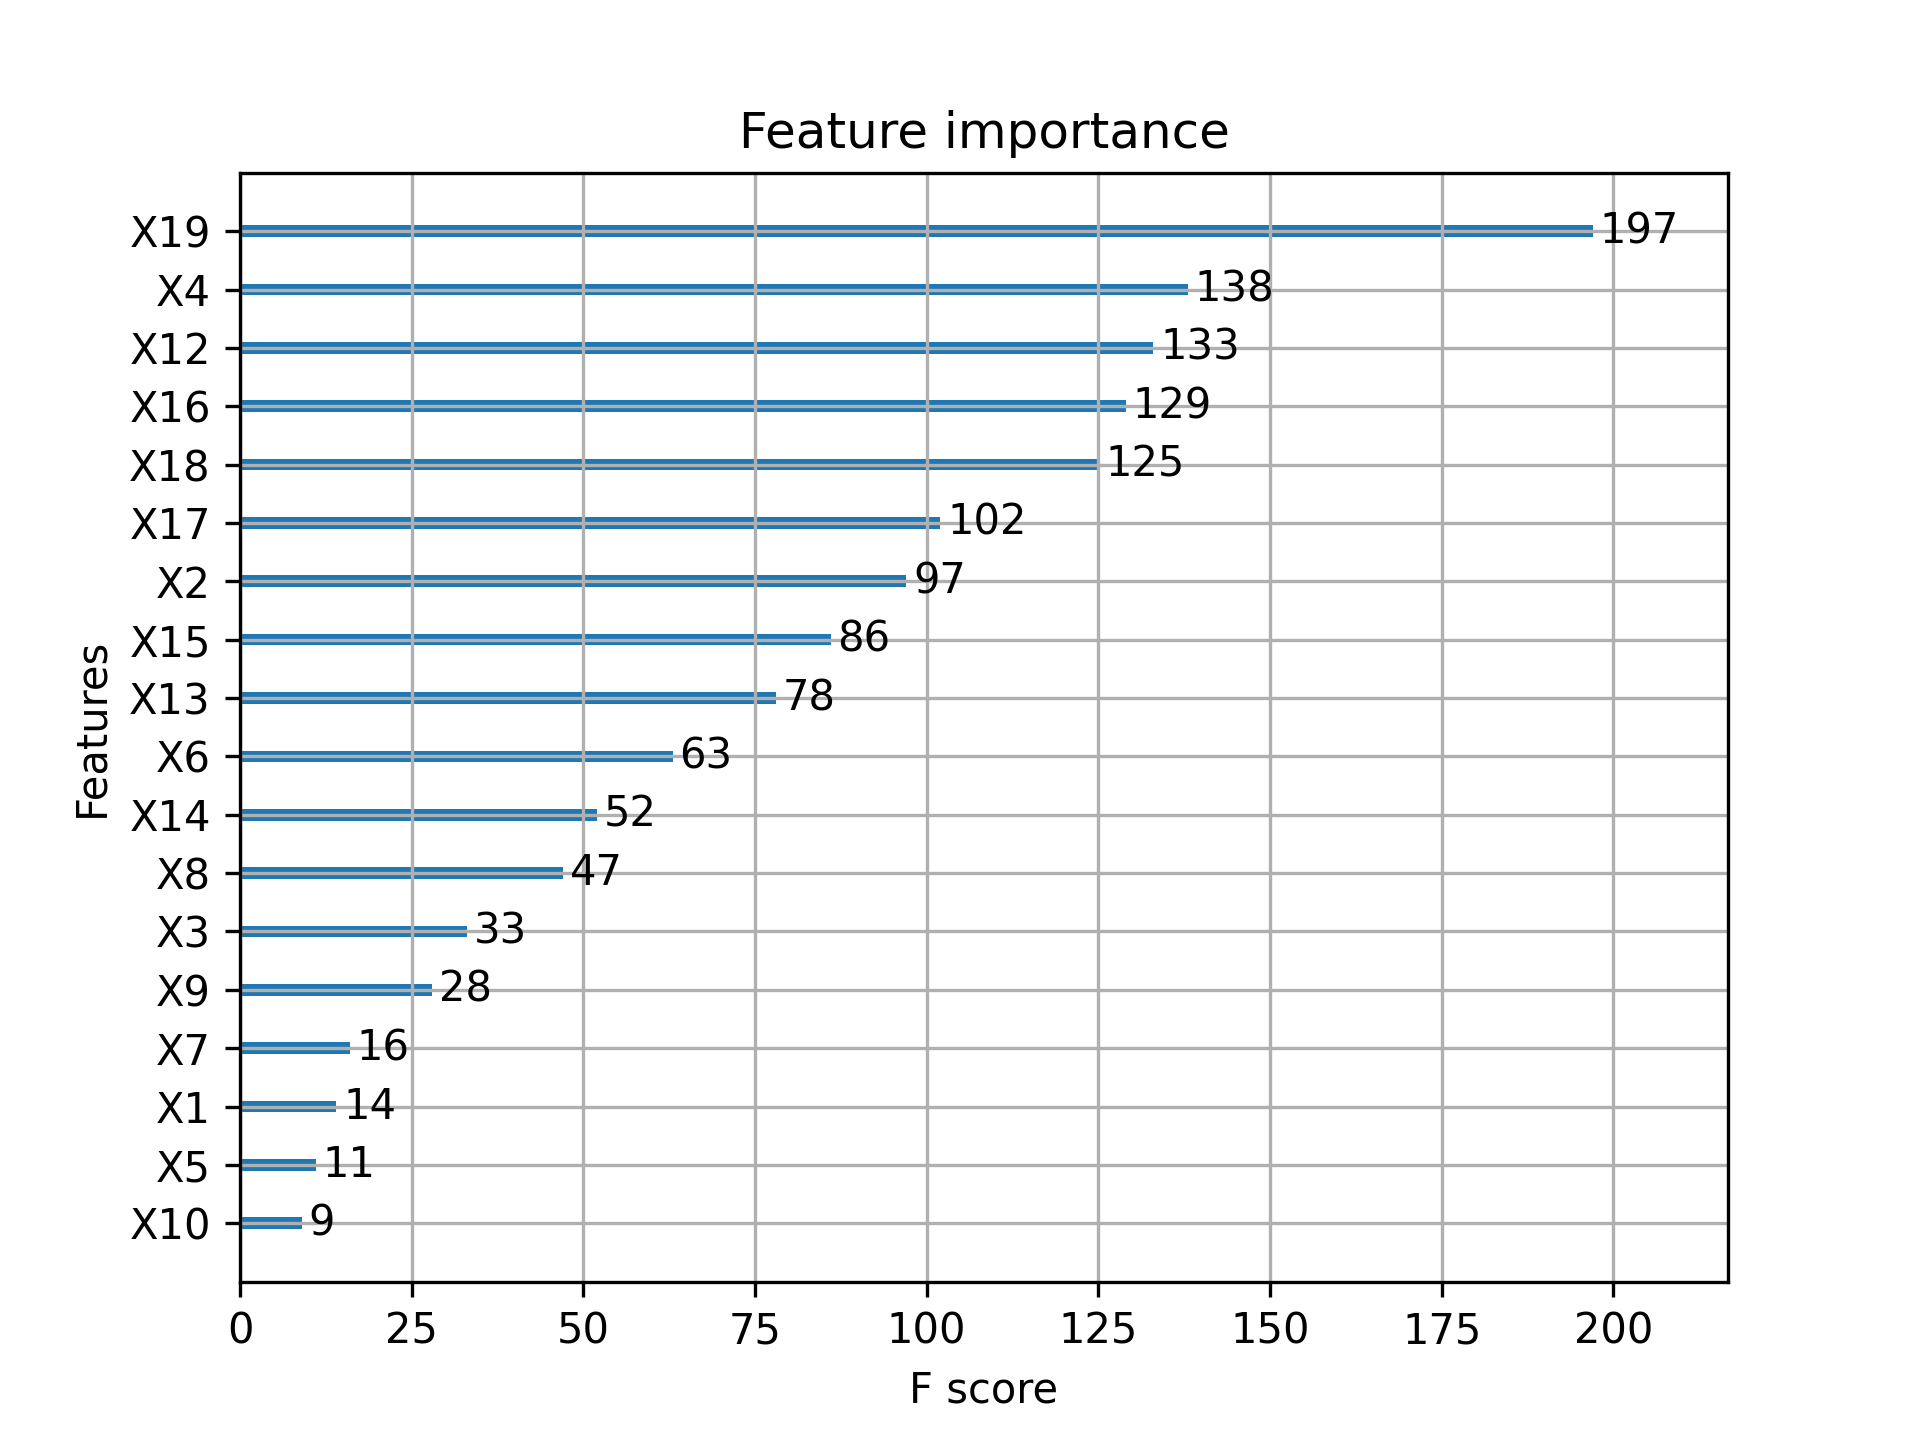 Feature importance
X19 197
X4 138
X12 133
X16 129
X18 125
X17 102
X2 97
X15 86
X13 78
X6 63
X14 52
X8 47
X3 33
X9 28
X7 16
X1 14
X5 11
X10 9
Features
0 25 50 75 100 125 150 175 200
F score